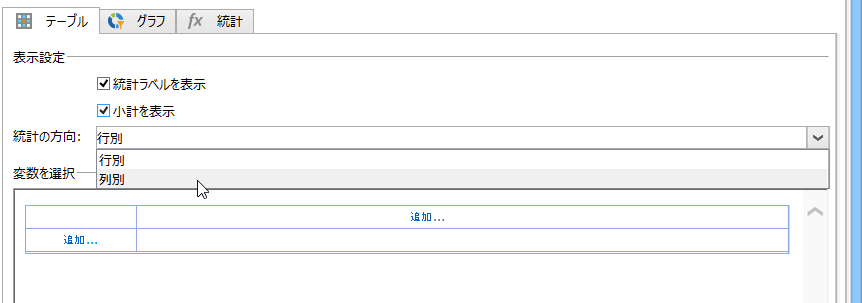 テーブル グラフ fx 統計
表示設定
統計ラベルを表示
小計を表示
統計の方向: 行別
行別
変数を選択
列別
追加...
追加...